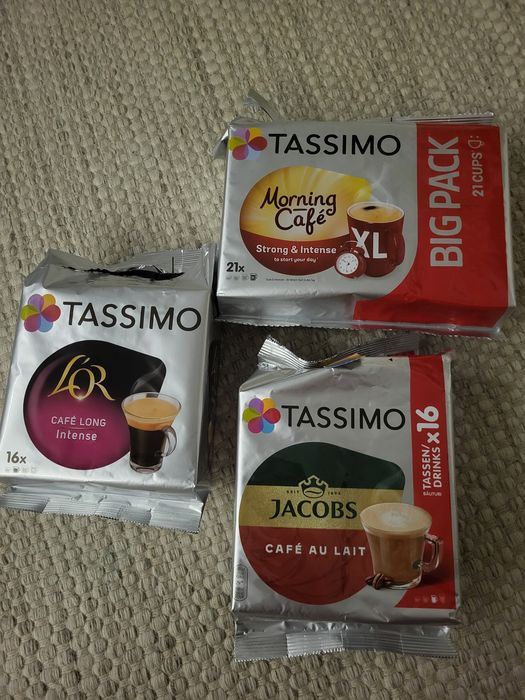 TASSIMO
Morning
Café
Strong & Intense
to start your day
XL
21x
BIG PACK
21 CUPS
TASSIMO
L'OR
CAFÉ LONG
Intense
16x
TASSIMO
JACOBS
CAFÉ AU LAIT
TASSEN/
DRINKS x16
BĂUTURI